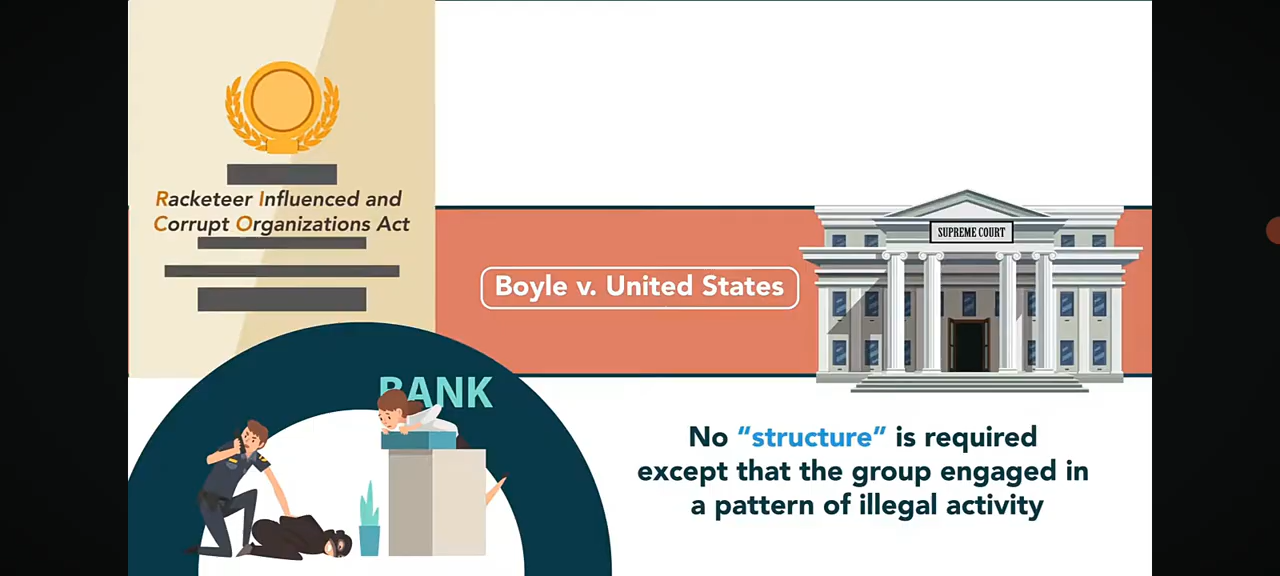 Racketeer Influenced and
Corrupt Organizations Act
Boyle v. United States
SUPREME COURT
BANK
No “structure” is required
except that the group engaged in
a pattern of illegal activity